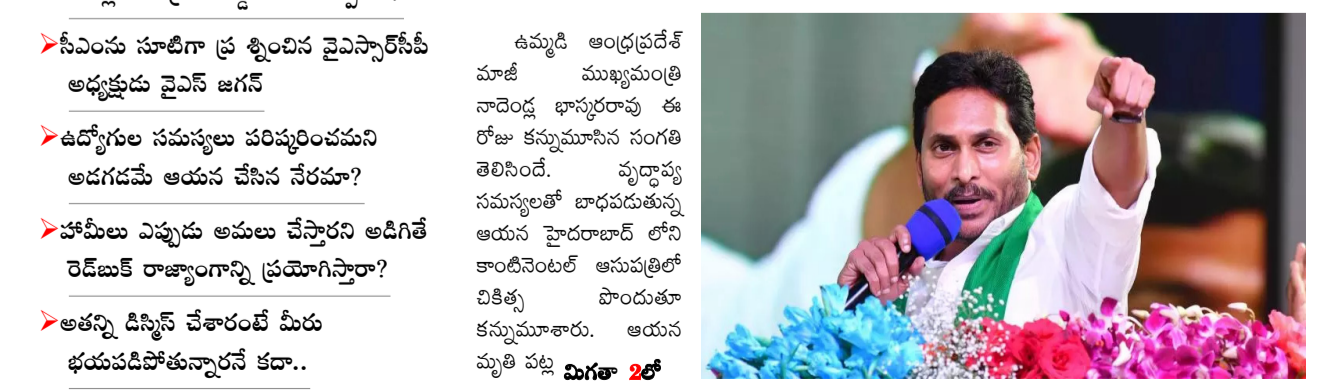 ➤సీఎంను సూటిగా ప్ర శ్నించిన వైఎస్సార్‌సీపీ
అధ్యక్షుడు వైఎస్ జగన్
➤ఉద్యోగుల సమస్యలు పరిష్కరించమని
అడగడమే ఆయన చేసిన నేరమా?
➤హామీలు ఎప్పుడు అమలు చేస్తారని అడిగితే
రెడ్‌బుక్ రాజ్యాంగాన్ని ప్రయోగిస్తారా?
➤అతన్ని డిస్మిస్ చేశారంటే మీరు
భయపడిపోతున్నారనే కదా..
ఉమ్మడి ఆంధ్రప్రదేశ్
మాజీ ముఖ్యమంత్రి
నాదెండ్ల భాస్కరరావు ఈ
రోజు కన్నుమూసిన సంగతి
తెలిసిందే. వృద్ధాప్య
సమస్యలతో బాధపడుతున్న
ఆయన హైదరాబాద్ లోని
కాంటినెంటల్ ఆసుపత్రిలో
చికిత్స పొందుతూ
కన్నుమూశారు. ఆయన
మృతి పట్ల మిగతా 2లో